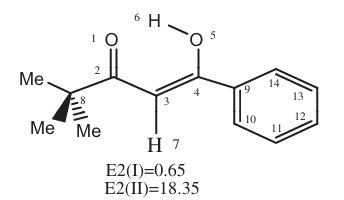 6 H
1 O O 5
Me 2
8 3 4 9 14 13
Me Me 10 11 12
H 7
E2(I)=0.65
E2(II)=18.35